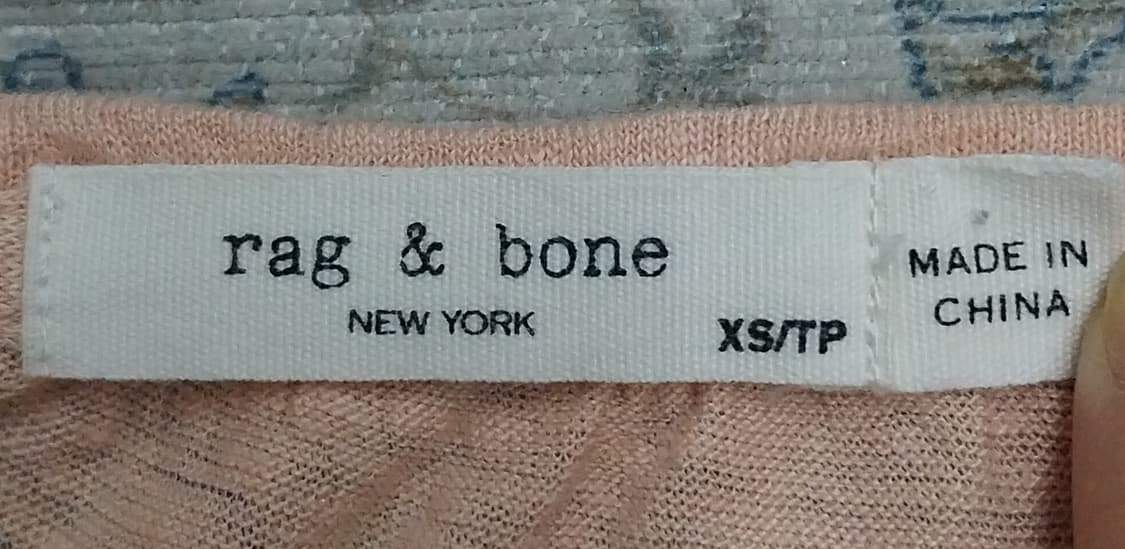 rag & bone
NEW YORK
XS/TP
MADE IN
CHINA